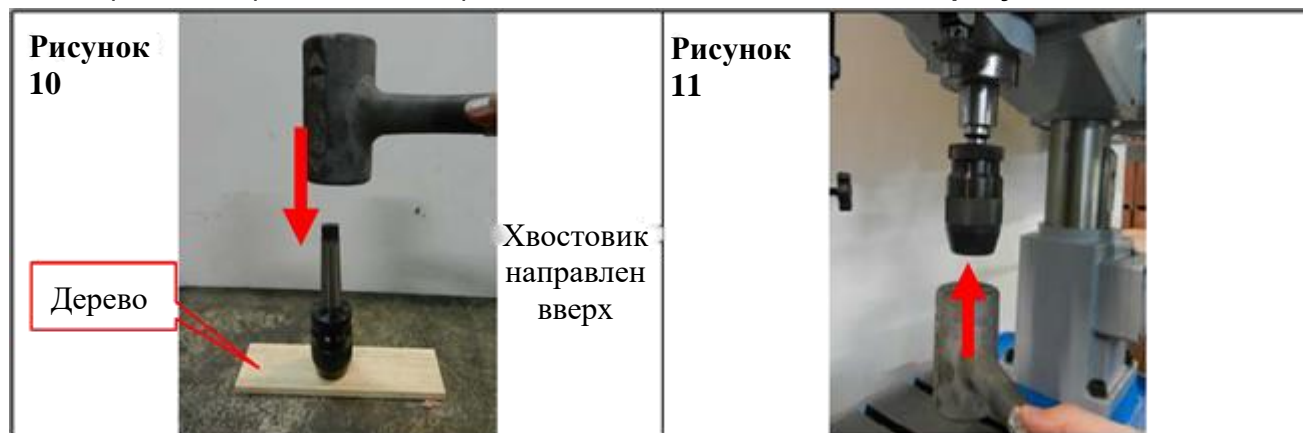 Рисунок
10
Дерево
Хвостовик
направлен
вверх
Рисунок
11